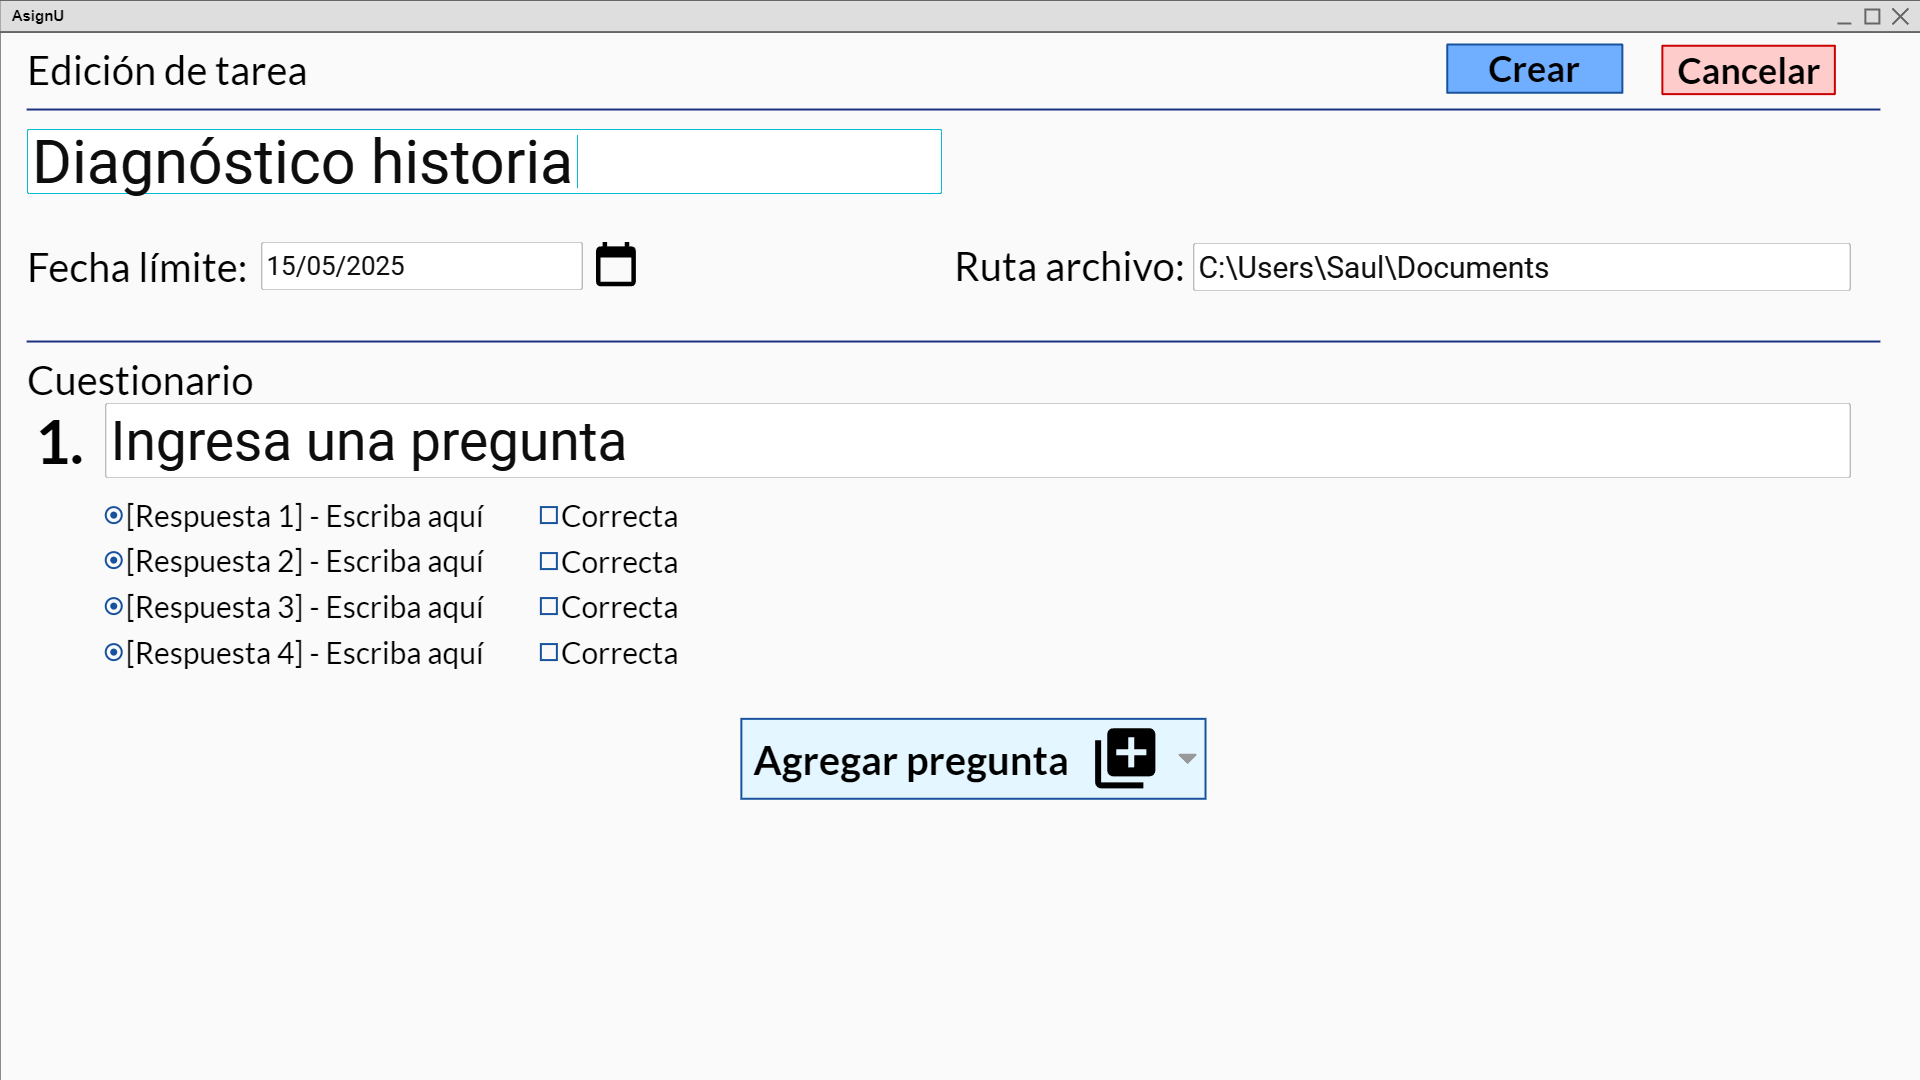 AsignU
Edición de tarea
Crear
Cancelar
Diagnóstico historia
Fecha límite: 15/05/2025
Ruta archivo: C:\Users\Saul\Documents
Cuestionario
1. Ingresa una pregunta
[Respuesta 1] - Escriba aquí Correcta
[Respuesta 2] - Escriba aquí Correcta
[Respuesta 3] - Escriba aquí Correcta
[Respuesta 4] - Escriba aquí Correcta
Agregar pregunta